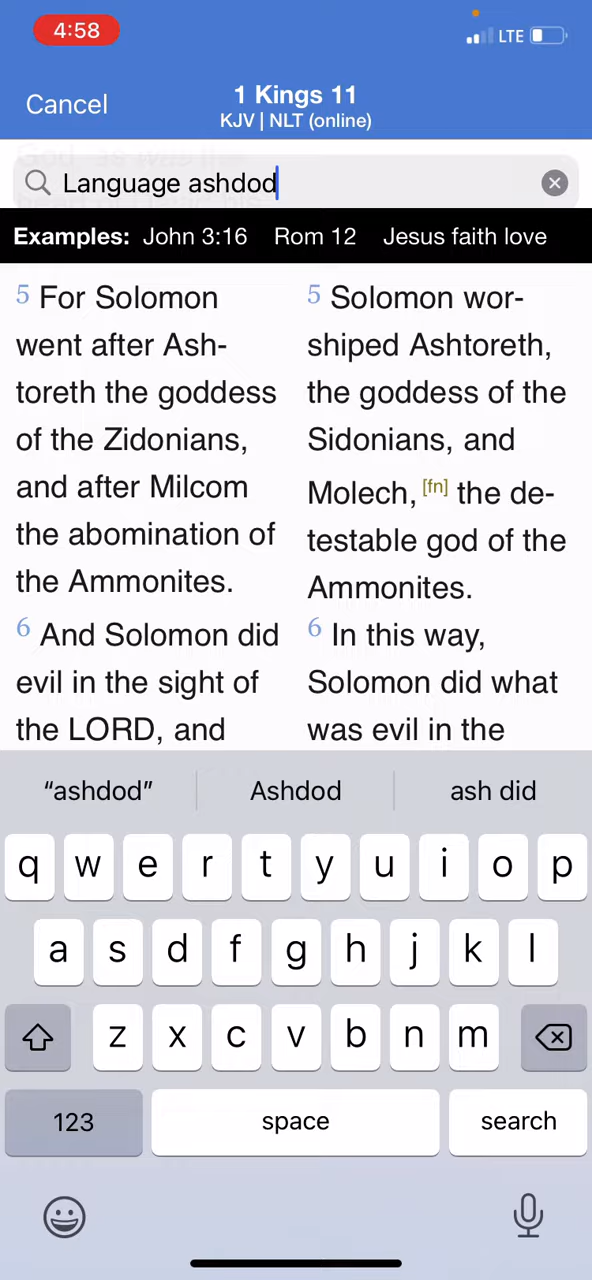 4:58
LTE
Cancel
1 Kings 11
KJV | NLT (online)
Language ashdod
Examples: John 3:16 Rom 12 Jesus faith love
5 For Solomon
went after Ash-
toreth the goddess
of the Zidonians,
and after Milcom
the abomination of
the Ammonites.
6 And Solomon did
evil in the sight of
the LORD, and
5 Solomon wor-
shiped Ashtoreth,
the goddess of the
Sidonians, and
Molech, [fn] the de-
testable god of the
Ammonites.
6 In this way,
Solomon did what
was evil in the
“ashdod” Ashdod ash did
q w e r t y u i o p
a s d f g h j k l
z x c v b n m
123 space search